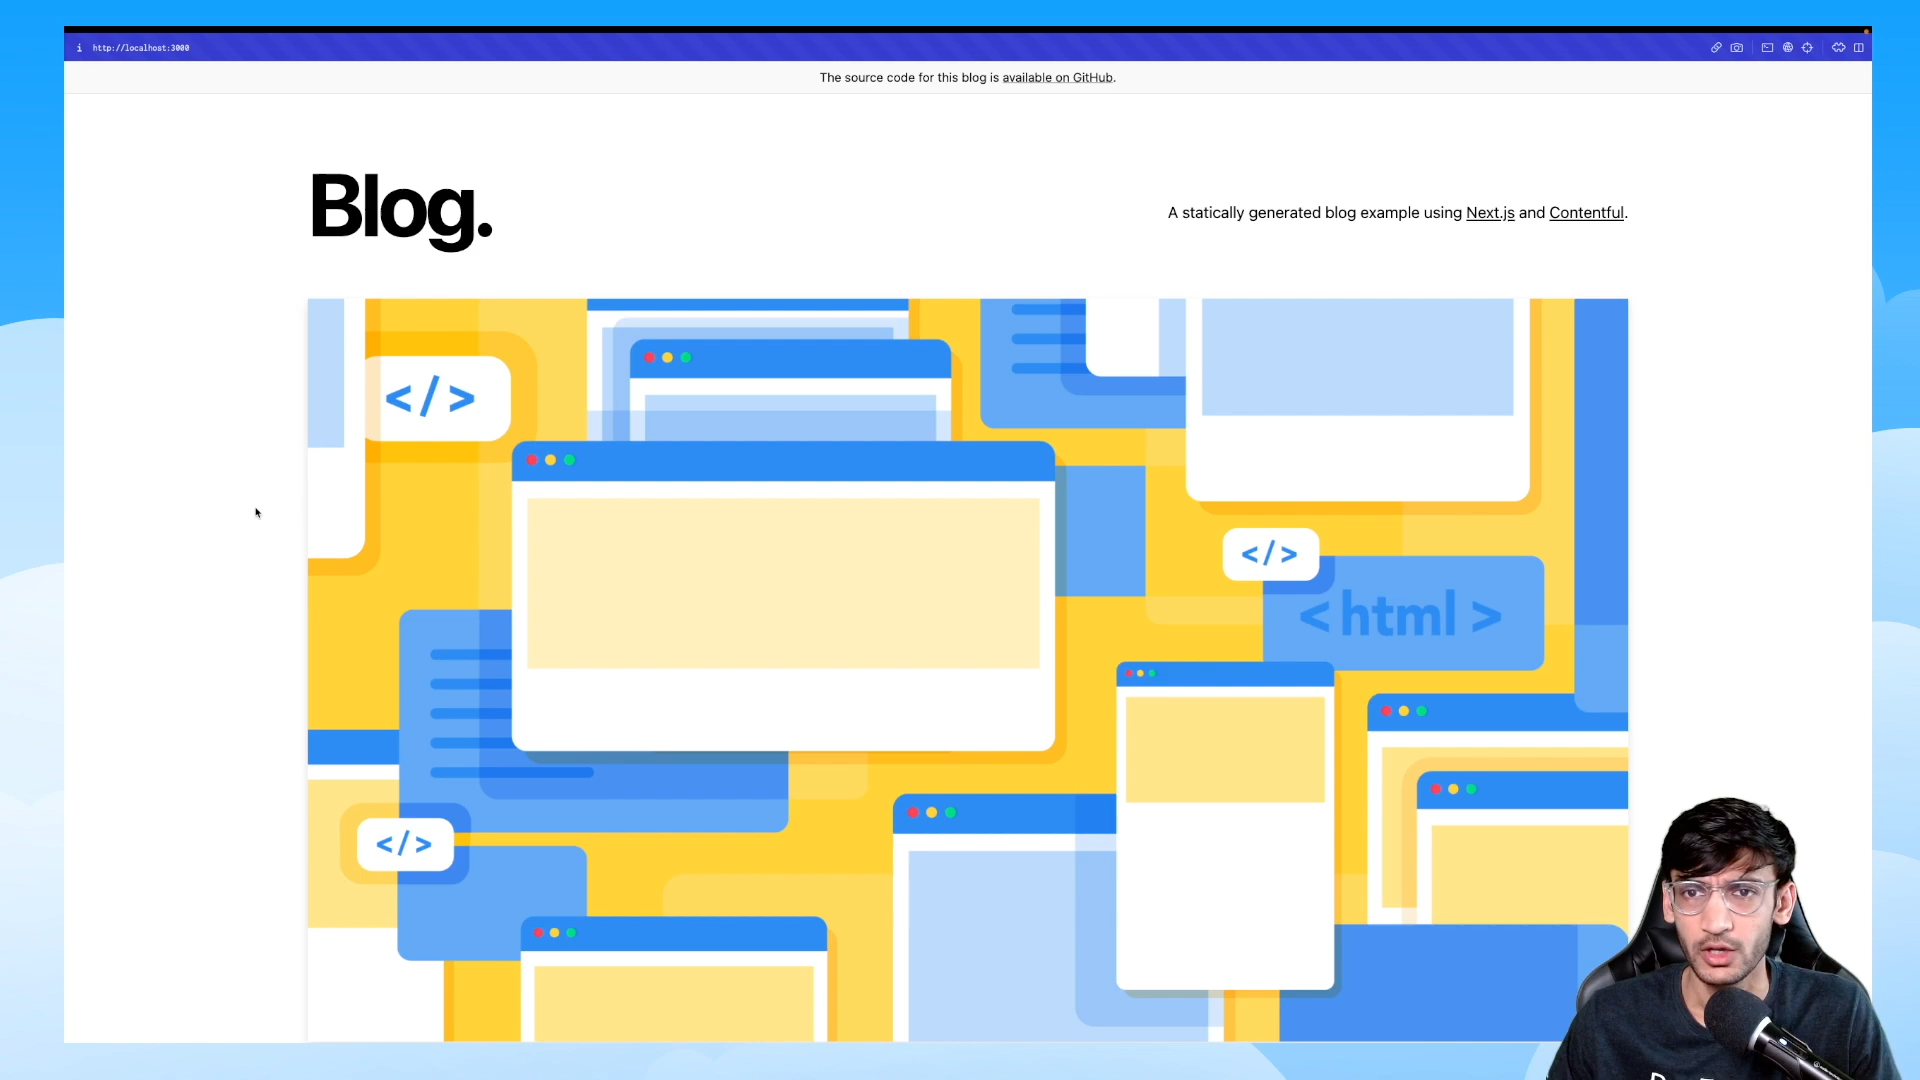 http://localhost:3000
The source code for this blog is available on GitHub.
Blog.
A statically generated blog example using Next.js and Contentful.
</>
</>
<html>
</>